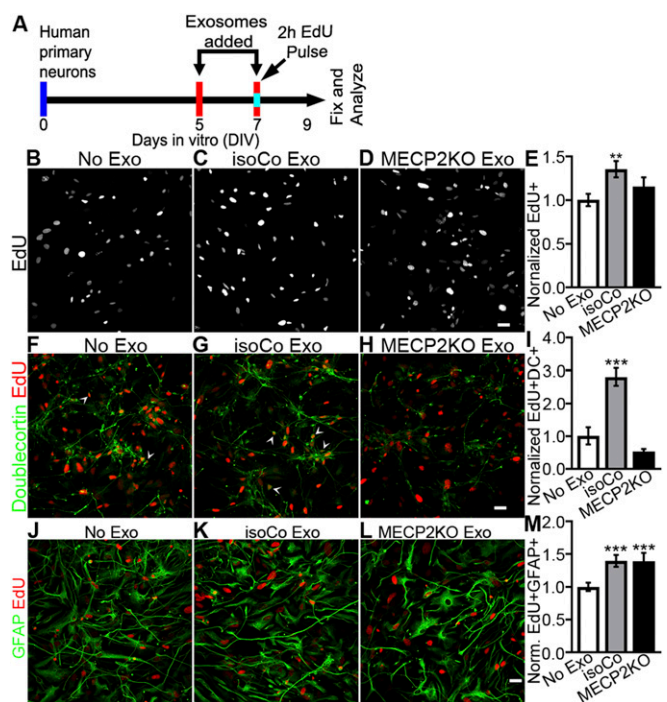 A
Human
primary
neurons
Exosomes
added
2h EdU
Pulse
Fix and
Analyze
0
5
7
9
Days in vitro (DIV)
B No Exo
C isoCo Exo
D MECP2KO Exo
EdU
E
Normalized EdU+
1.5
1.0
0.5
0.0
**
No Exo
isoCo
MECP2KO
F No Exo
G isoCo Exo
H MECP2KO Exo
Doublecortin EdU
I
Normalized EdU+DC+
4.0
3.0
2.0
1.0
0.0
***
No Exo
isoCo
MECP2KO
J No Exo
K isoCo Exo
L MECP2KO Exo
GFAP EdU
M
Norm. EdU+GFAP+
2.0
1.5
1.0
0.5
0.0
*** ***
No Exo
isoCo
MECP2KO